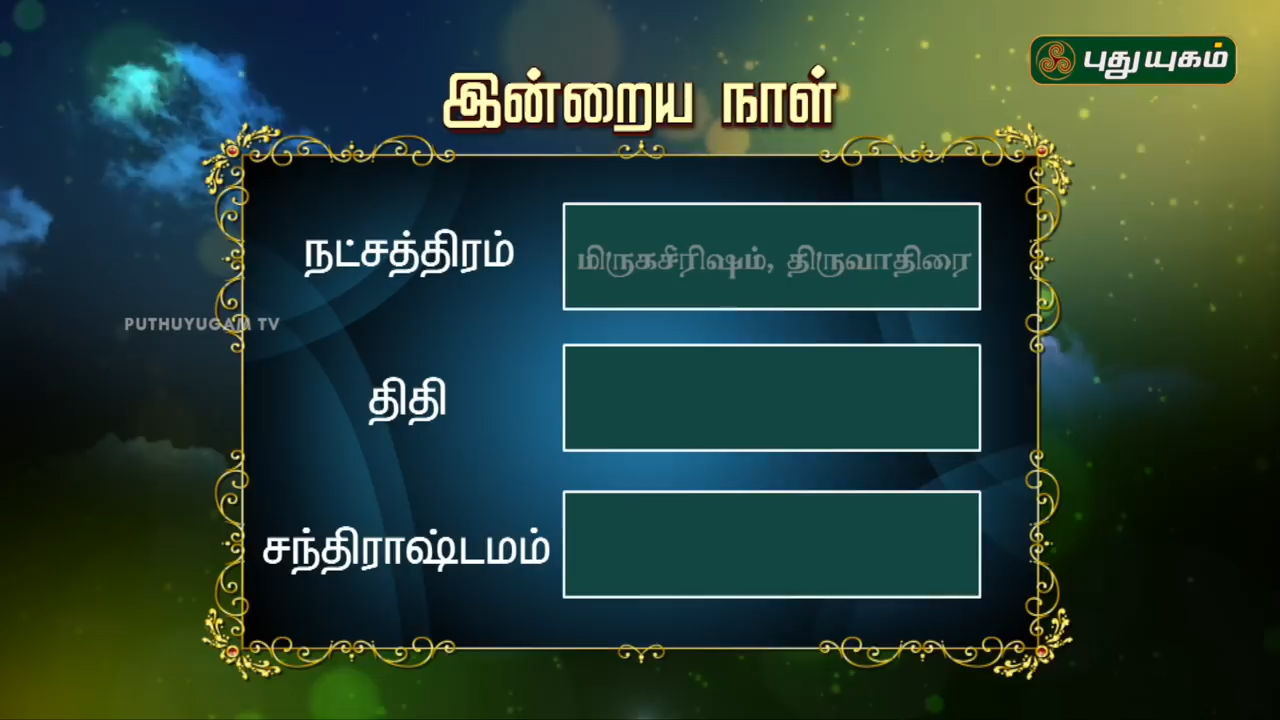 புதுயுகம்
இன்றைய நாள்
நட்சத்திரம்
மிருகசீரிஷம், திருவாதிரை
PUTHUYUGAM TV
திதி
சந்திராஷ்டமம்